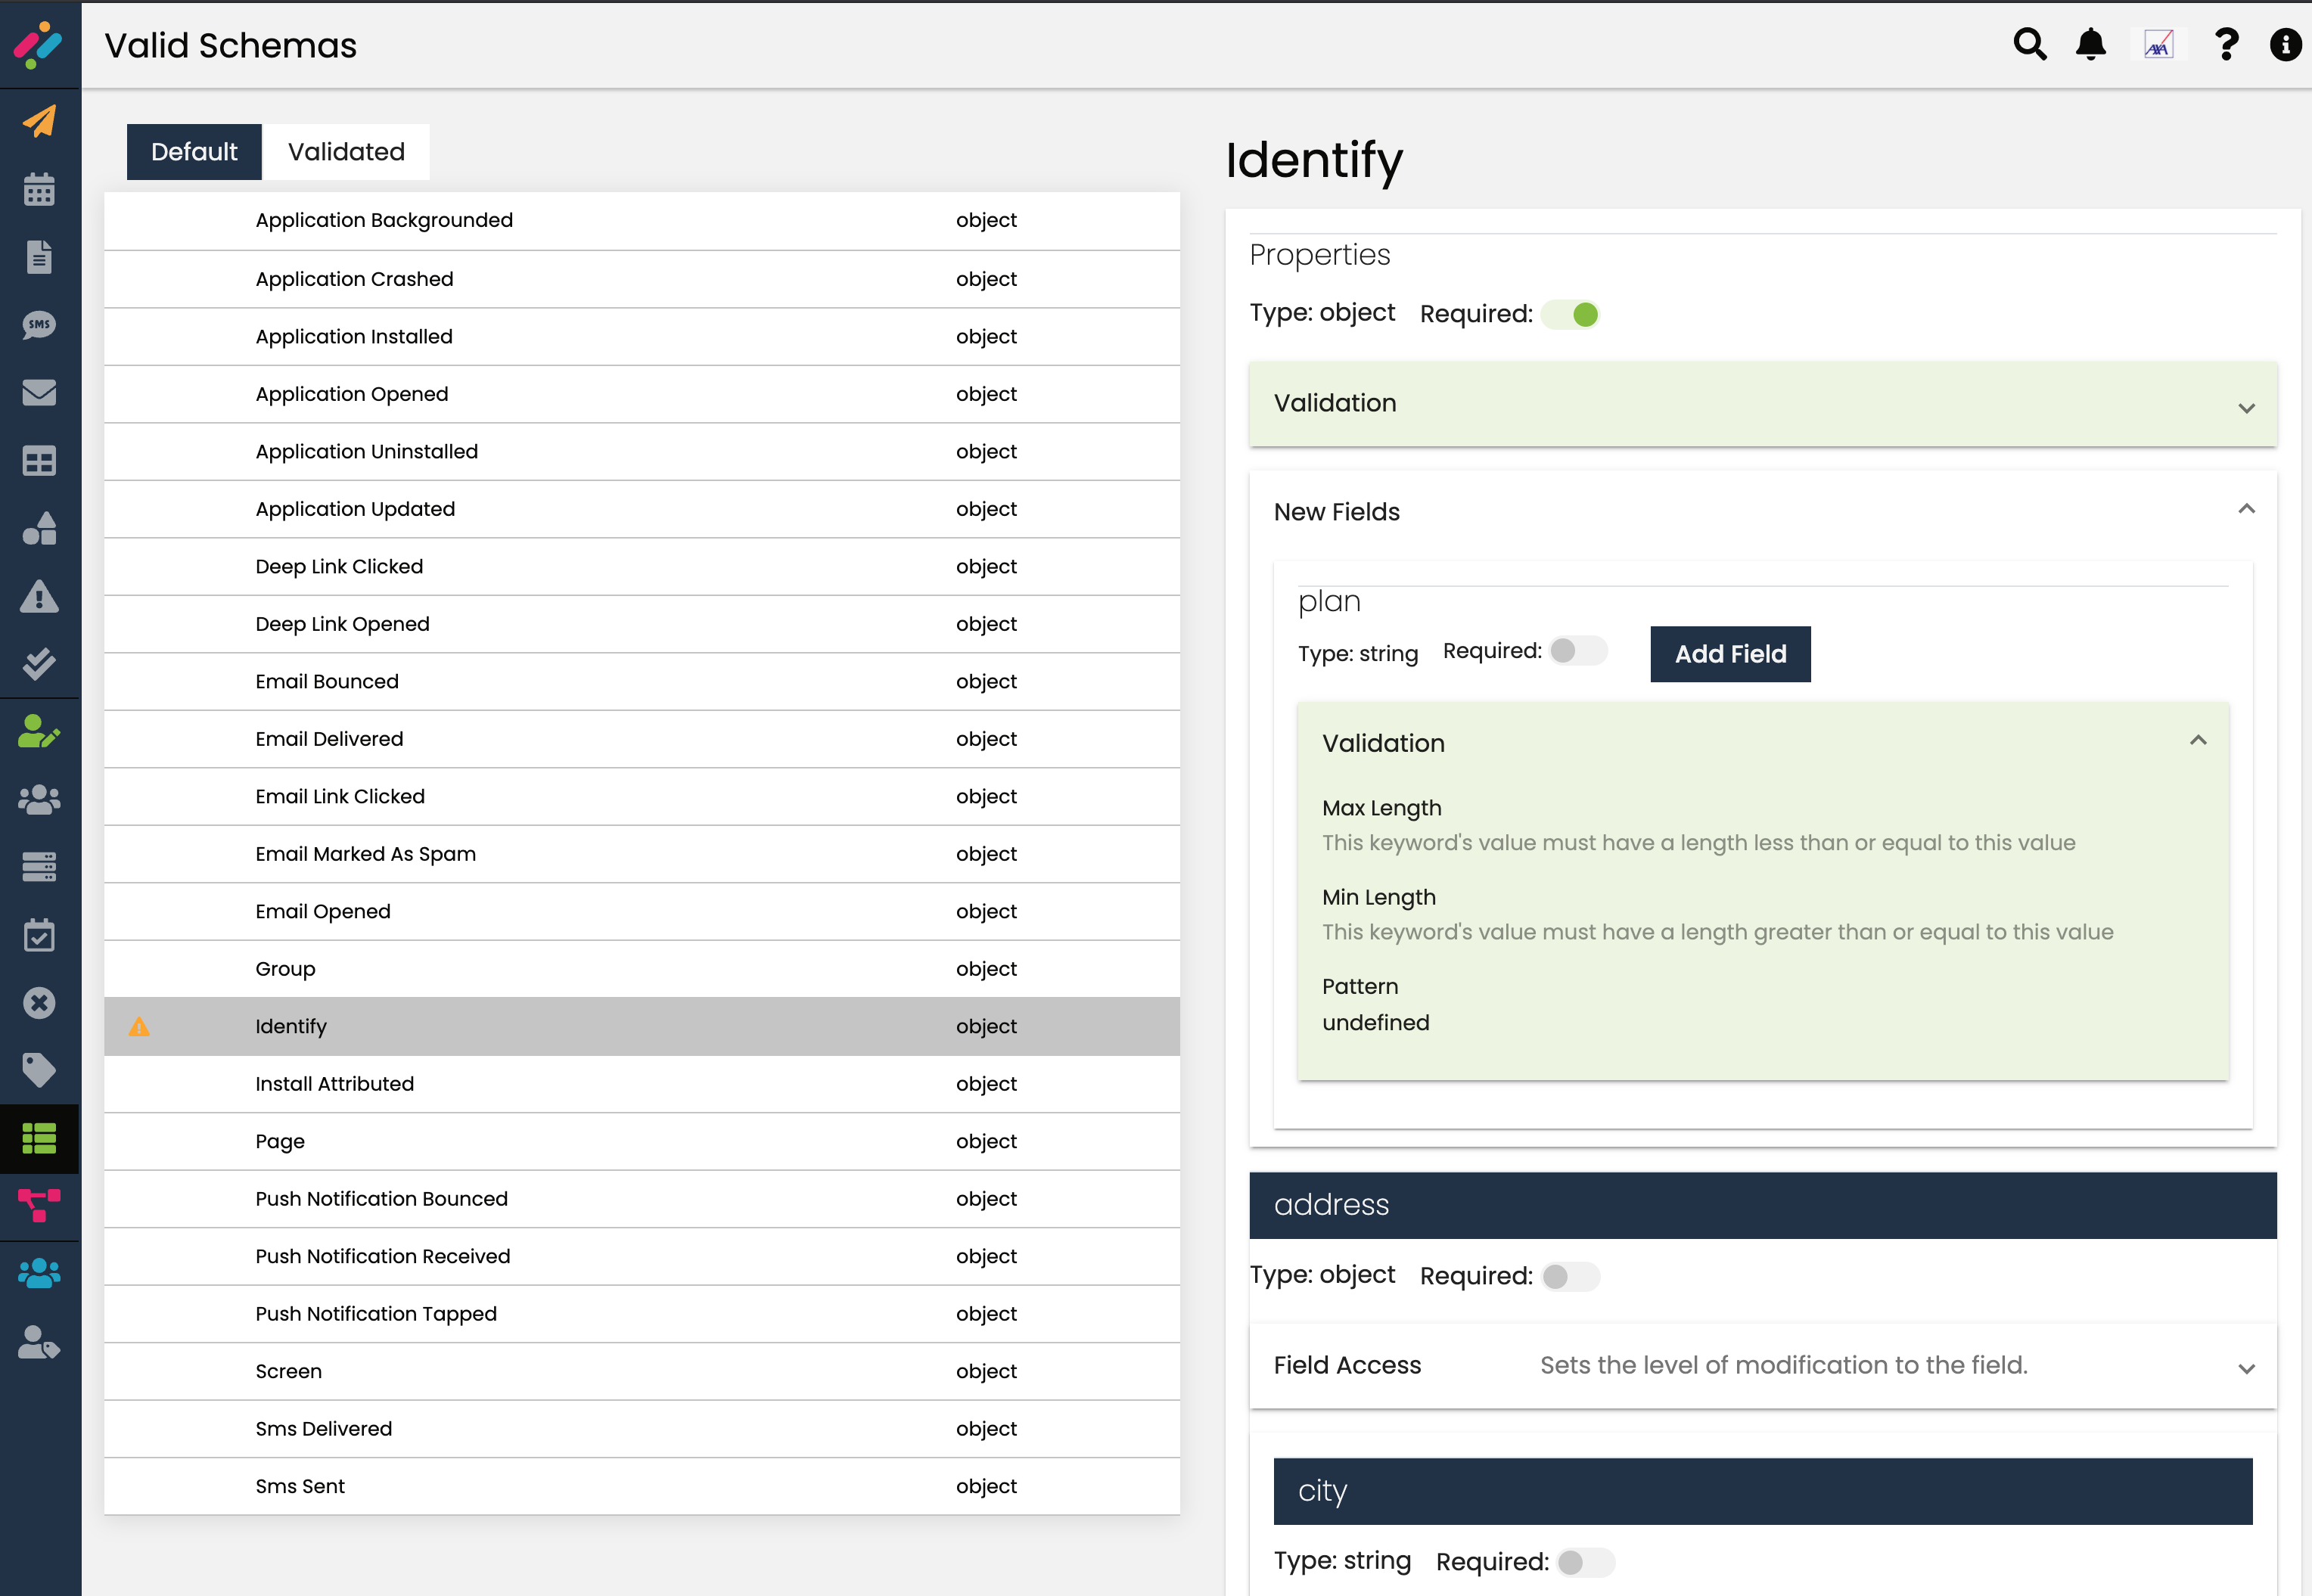 Valid Schemas
AXA
SMS
Default
Validated
Application Backgrounded object
Application Crashed object
Application Installed object
Application Opened object
Application Uninstalled object
Application Updated object
Deep Link Clicked object
Deep Link Opened object
Email Bounced object
Email Delivered object
Email Link Clicked object
Email Marked As Spam object
Email Opened object
Group object
Identify object
Install Attributed object
Page object
Push Notification Bounced object
Push Notification Received object
Push Notification Tapped object
Screen object
Sms Delivered object
Sms Sent object
Identify
Properties
Type: object Required:
Validation
New Fields
plan
Type: string Required: Add Field
Validation
Max Length
This keyword's value must have a length less than or equal to this value
Min Length
This keyword's value must have a length greater than or equal to this value
Pattern
undefined
address
Type: object Required:
Field Access Sets the level of modification to the field.
city
Type: string Required: